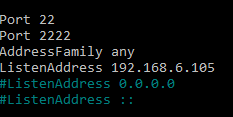 Port 22
Port 2222
AddressFamily any
ListenAddress 192.168.6.105
#ListenAddress 0.0.0.0
#ListenAddress ::